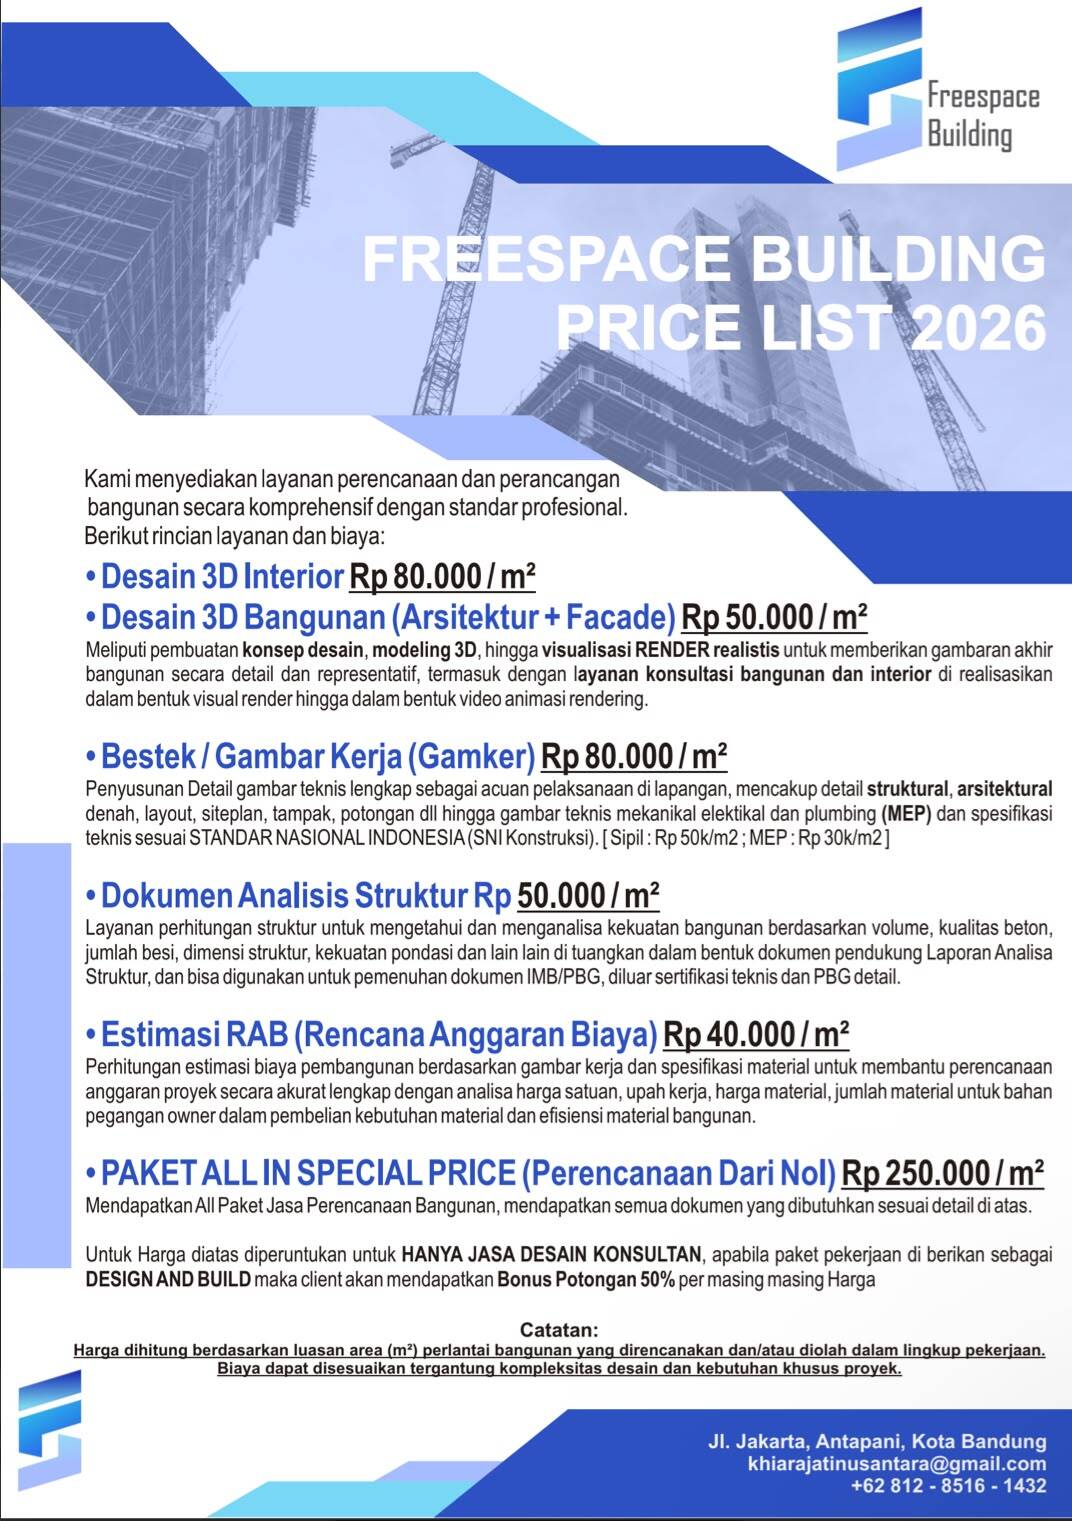 Freespace
Building
FREESPACE BUILDING
PRICE LIST 2026
Kami menyediakan layanan perencanaan dan perancangan
bangunan secara komprehensif dengan standar profesional.
Berikut rincian layanan dan biaya:
• Desain 3D Interior Rp 80.000 / m²
• Desain 3D Bangunan (Arsitektur + Facade) Rp 50.000 / m²
Meliputi pembuatan konsep desain, modeling 3D, hingga visualisasi RENDER realistis untuk memberikan gambaran akhir
bangunan secara detail dan representatif, termasuk dengan layanan konsultasi bangunan dan interior di realisasikan
dalam bentuk visual render hingga dalam bentuk video animasi rendering.
• Bestek / Gambar Kerja (Gamker) Rp 80.000 / m²
Penyusunan Detail gambar teknis lengkap sebagai acuan pelaksanaan di lapangan, mencakup detail struktural, arsitektural
denah, layout, siteplan, tampak, potongan dll hingga gambar teknis mekanikal elektikal dan plumbing (MEP) dan spesifikasi
teknis sesuai STANDAR NASIONAL INDONESIA (SNI Konstruksi). [ Sipil : Rp 50k/m2 ; MEP : Rp 30k/m2 ]
• Dokumen Analisis Struktur Rp 50.000 / m²
Layanan perhitungan struktur untuk mengetahui dan menganalisa kekuatan bangunan berdasarkan volume, kualitas beton,
jumlah besi, dimensi struktur, kekuatan pondasi dan lain lain di tuangkan dalam bentuk dokumen pendukung Laporan Analisa
Struktur, dan bisa digunakan untuk pemenuhan dokumen IMB/PBG, diluar sertifikasi teknis dan PBG detail.
• Estimasi RAB (Rencana Anggaran Biaya) Rp 40.000 / m²
Perhitungan estimasi biaya pembangunan berdasarkan gambar kerja dan spesifikasi material untuk membantu perencanaan
anggaran proyek secara akurat lengkap dengan analisa harga satuan, upah kerja, harga material, jumlah material untuk bahan
pegangan owner dalam pembelian kebutuhan material dan efisiensi material bangunan.
• PAKET ALL IN SPECIAL PRICE (Perencanaan Dari Nol) Rp 250.000 / m²
Mendapatkan All Paket Jasa Perencanaan Bangunan, mendapatkan semua dokumen yang dibutuhkan sesuai detail di atas.
Untuk Harga diatas diperuntukan untuk HANYA JASA DESAIN KONSULTAN, apabila paket pekerjaan di berikan sebagai
DESIGN AND BUILD maka client akan mendapatkan Bonus Potongan 50% per masing masing Harga
Catatan:
Harga dihitung berdasarkan luasan area (m²) perlantai bangunan yang direncanakan dan/atau diolah dalam lingkup pekerjaan.
Biaya dapat disesuaikan tergantung kompleksitas desain dan kebutuhan khusus proyek.
Jl. Jakarta, Antapani, Kota Bandung
khiarajatinusantara@gmail.com
+62 812 - 8516 - 1432